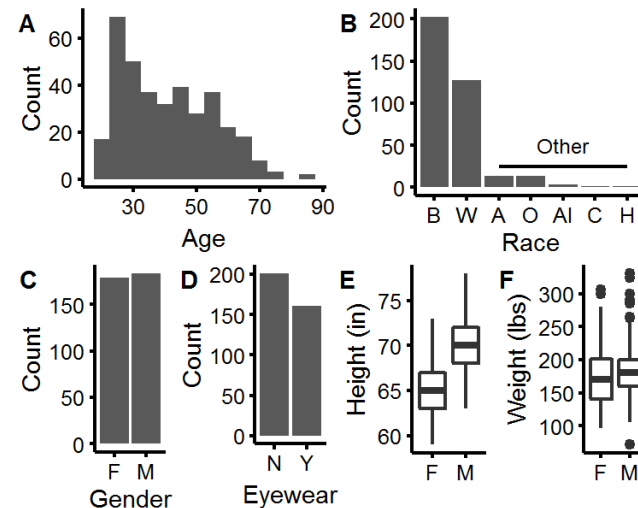 A
Count
60
40
20
0
30
50
70
90
Age
B
Count
200
150
100
50
0
Other
B W A O AI C H
Race
C
Count
150
100
50
0
F M
Gender
D
Count
200
150
100
50
0
N Y
Eyewear
E
Height (in)
75
70
65
60
F M
F
Weight (lbs)
300
250
200
150
100
F M